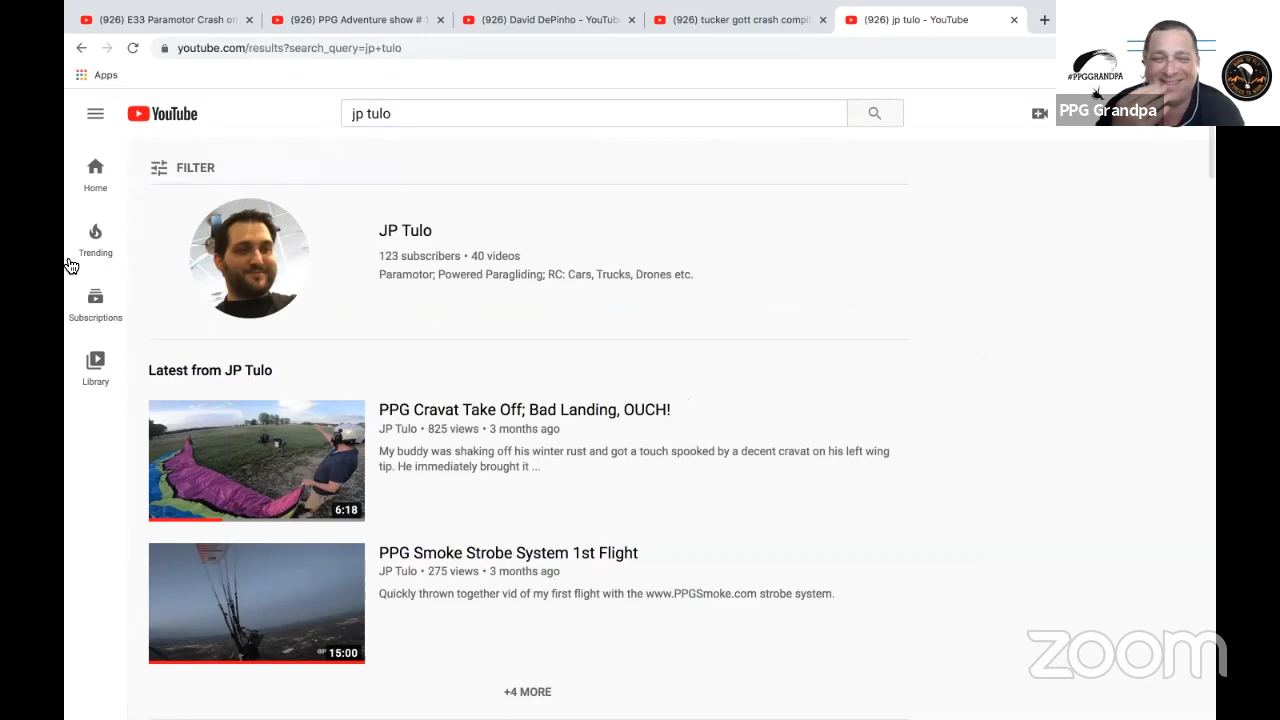 (926) E33 Paramotor Crash on
(926) PPG Adventure show # 1
(926) David DePinho - YouTube
(926) tucker gott crash compil
(926) jp tulo - YouTube
youtube.com/results?search_query=jp+tulo
Apps
#PPGGRANDPA
PPG Grandpa
YouTube
jp tulo
FILTER
Home
Trending
Subscriptions
Library
JP Tulo
123 subscribers • 40 videos
Paramotor; Powered Paragliding; RC: Cars, Trucks, Drones etc.
Latest from JP Tulo
PPG Cravat Take Off; Bad Landing, OUCH!
JP Tulo • 825 views • 3 months ago
My buddy was shaking off his winter rust and got a touch spooked by a decent cravat on his left wing
tip. He immediately brought it ...
6:18
PPG Smoke Strobe System 1st Flight
JP Tulo • 275 views • 3 months ago
Quickly thrown together vid of my first flight with the www.PPGSmoke.com strobe system.
15:00
+4 MORE
zoom